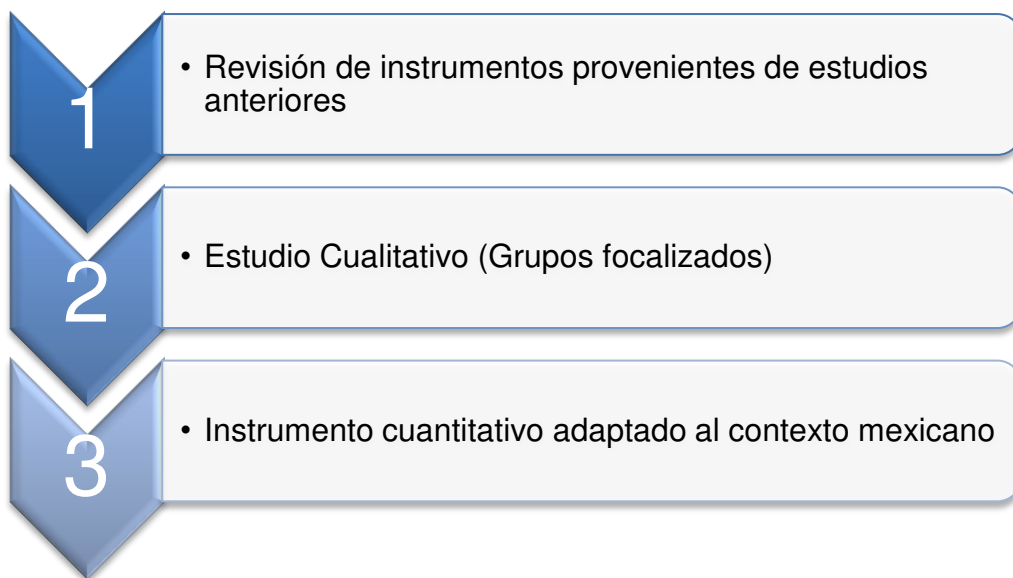 1
• Revisión de instrumentos provenientes de estudios
anteriores
2
• Estudio Cualitativo (Grupos focalizados)
3
• Instrumento cuantitativo adaptado al contexto mexicano